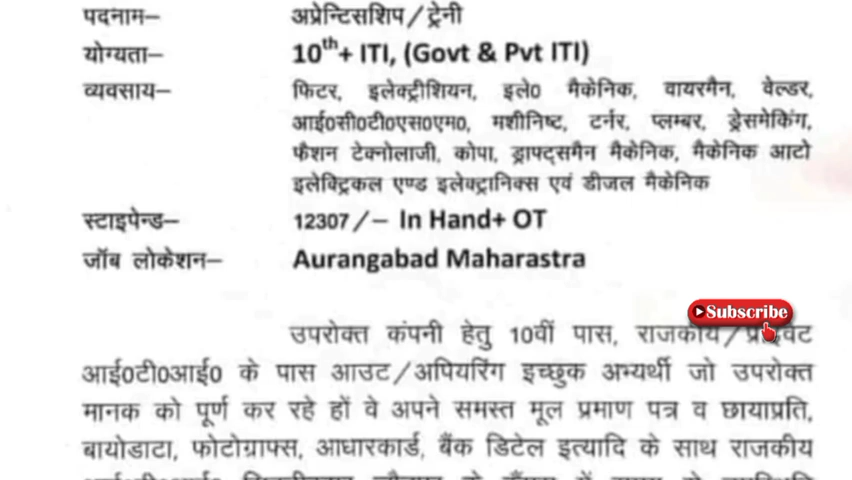 पदनाम– अप्रेन्टिसशिप/ट्रेनी
योग्यता– 10th+ ITI, (Govt & Pvt ITI)
व्यवसाय– फिटर, इलेक्ट्रीशियन, इले0 मैकेनिक, वायरमैन, वेल्डर,
आई0सी0टी0एस0एम0, मशीनिष्ट, टर्नर, प्लम्बर, ड्रेसमेकिंग,
फैशन टेक्नोलाजी, कोपा, ड्राफ्ट्समैन मैकेनिक, मैकेनिक आटो
इलेक्ट्रिकल एण्ड इलेक्ट्रानिक्स एवं डीजल मैकेनिक
स्टाइपेन्ड– 12307/– In Hand+ OT
जॉब लोकेशन– Aurangabad Maharastra
Subscribe
उपरोक्त कंपनी हेतु 10वीं पास, राजकीय/प्राइवेट
आई0टी0आई0 के पास आउट/अपियरिंग इच्छुक अभ्यर्थी जो उपरोक्त
मानक को पूर्ण कर रहे हों वे अपने समस्त मूल प्रमाण पत्र व छायाप्रति,
बायोडाटा, फोटोग्राफ्स, आधारकार्ड, बैंक डिटेल इत्यादि के साथ राजकीय